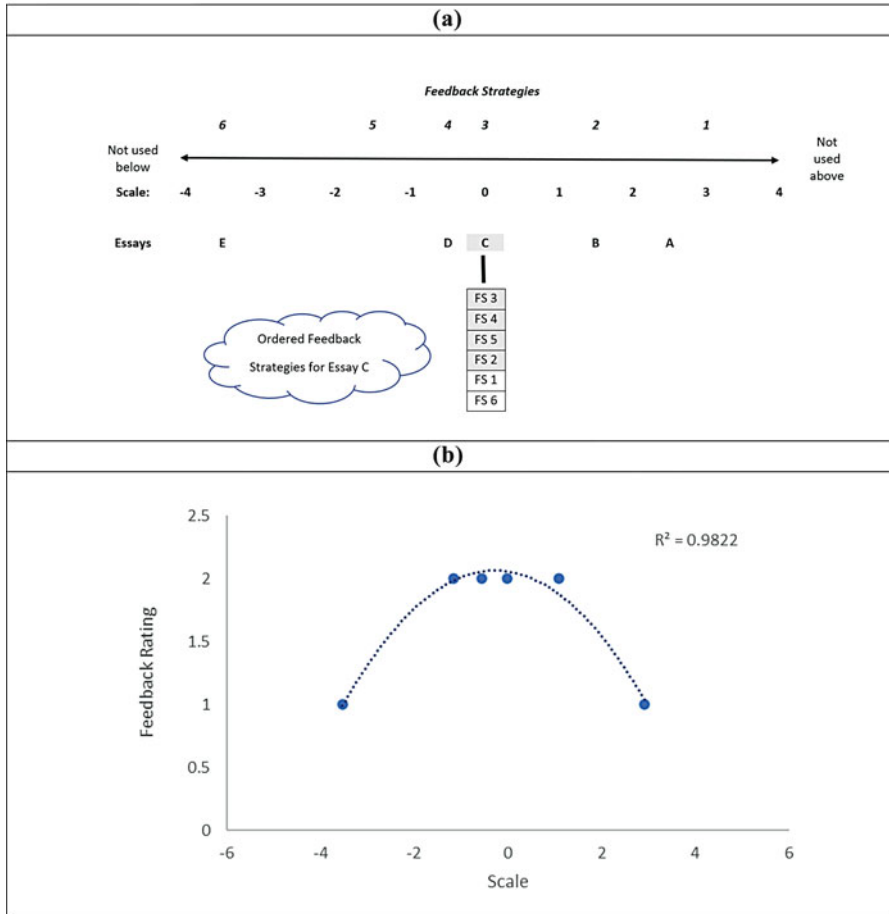 (a)
Feedback Strategies
6 5 4 3 2 1
Not used below
Not used above
Scale: -4 -3 -2 -1 0 1 2 3 4
Essays E D C B A
FS 3
FS 4
FS 5
FS 2
FS 1
FS 6
Ordered Feedback
Strategies for Essay C
(b)
2.5
2
1.5
1
0.5
0
R² = 0.9822
Feedback Rating
-6 -4 -2 0 2 4 6
Scale